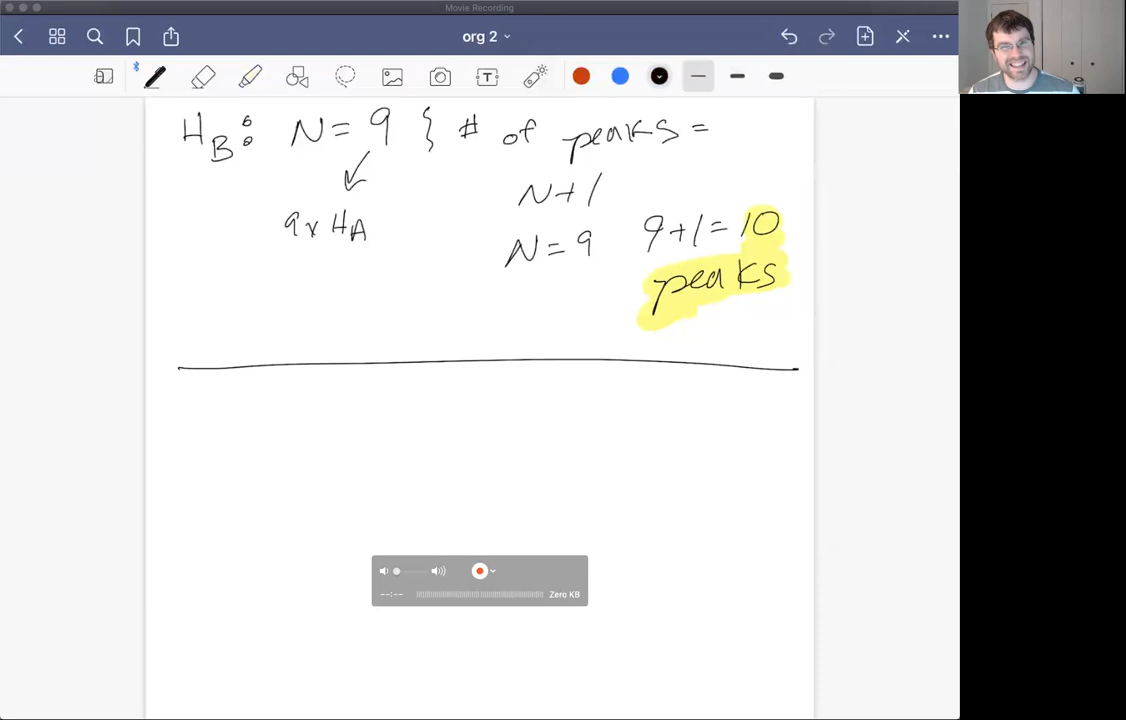 Movie Recording
org 2
H_B: N = 9 } # of peaks =
N+1
9 x H_A
N = 9
9+1 = 10
peaks
--:--
Zero KB